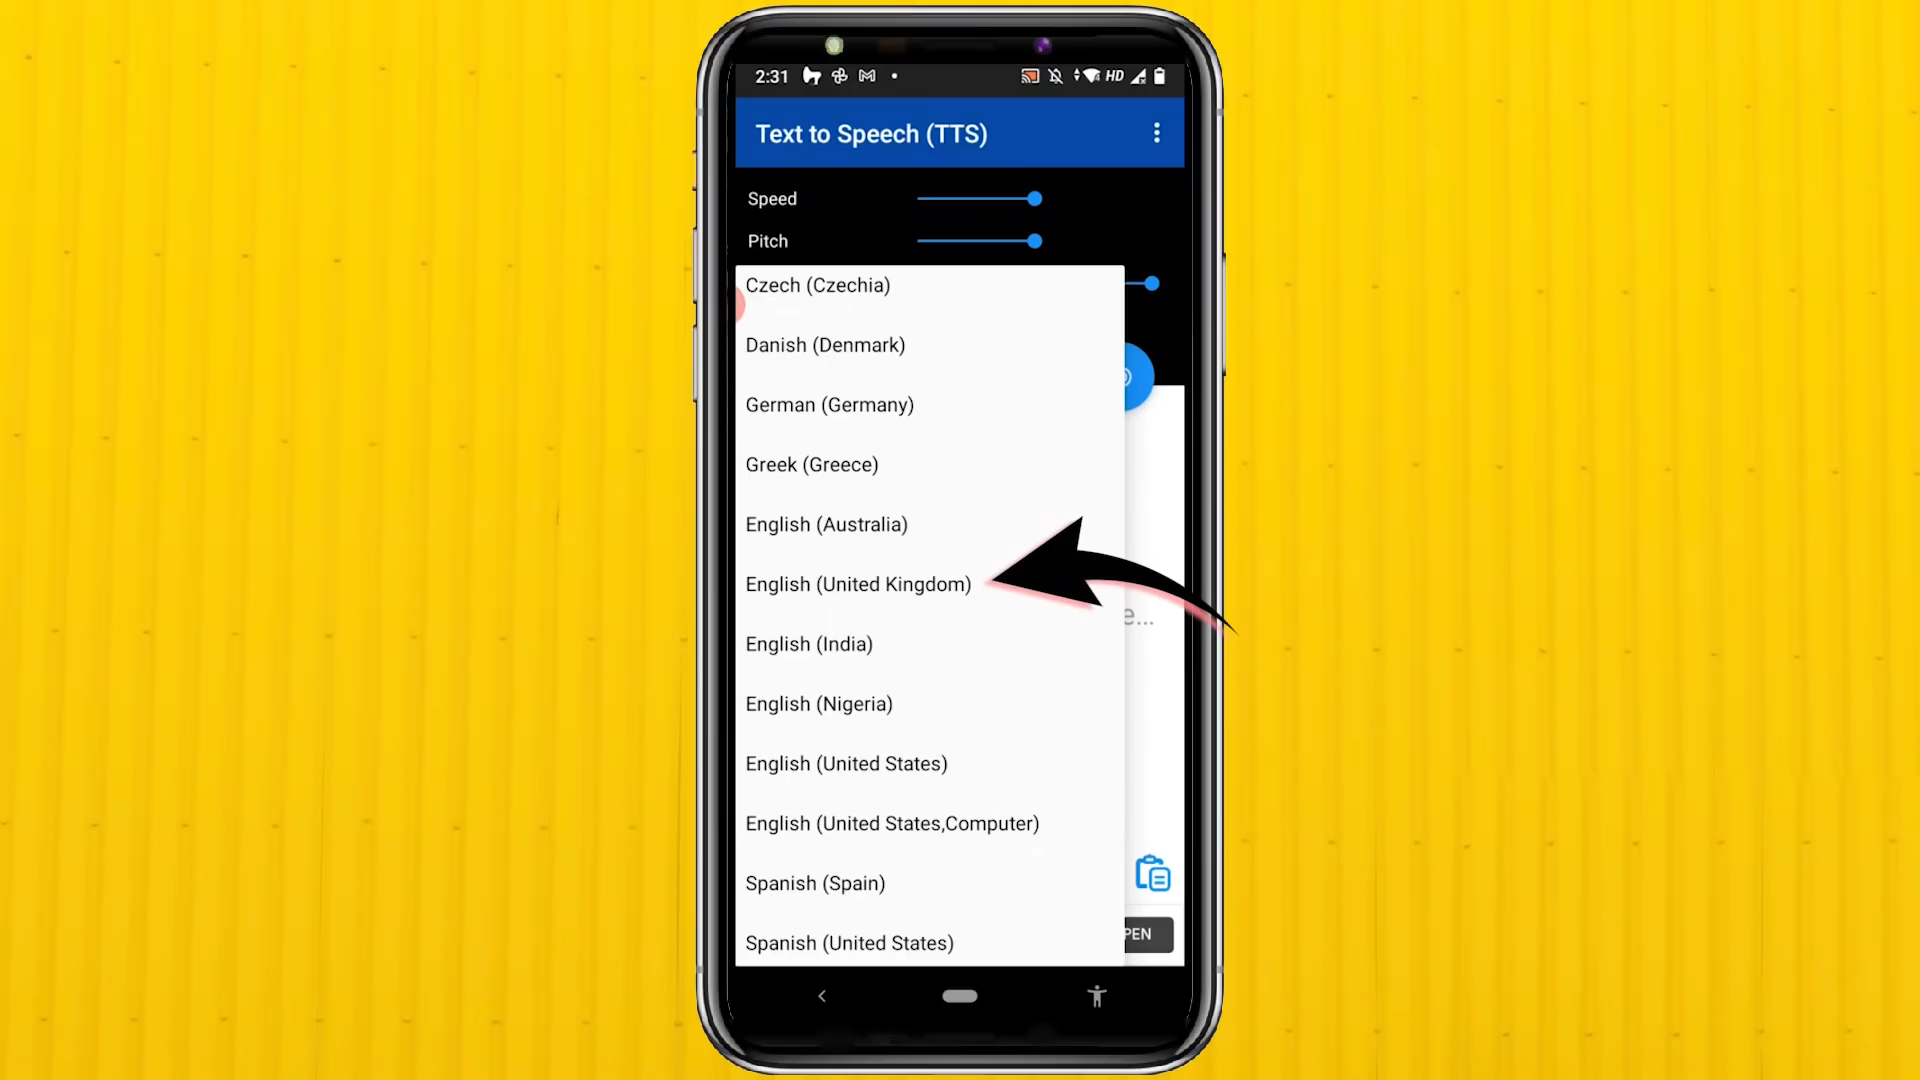 2:31
HD
Text to Speech (TTS)
Speed
Pitch
Czech (Czechia)
Danish (Denmark)
German (Germany)
Greek (Greece)
English (Australia)
English (United Kingdom)
e...
English (India)
English (Nigeria)
English (United States)
English (United States,Computer)
Spanish (Spain)
PEN
Spanish (United States)